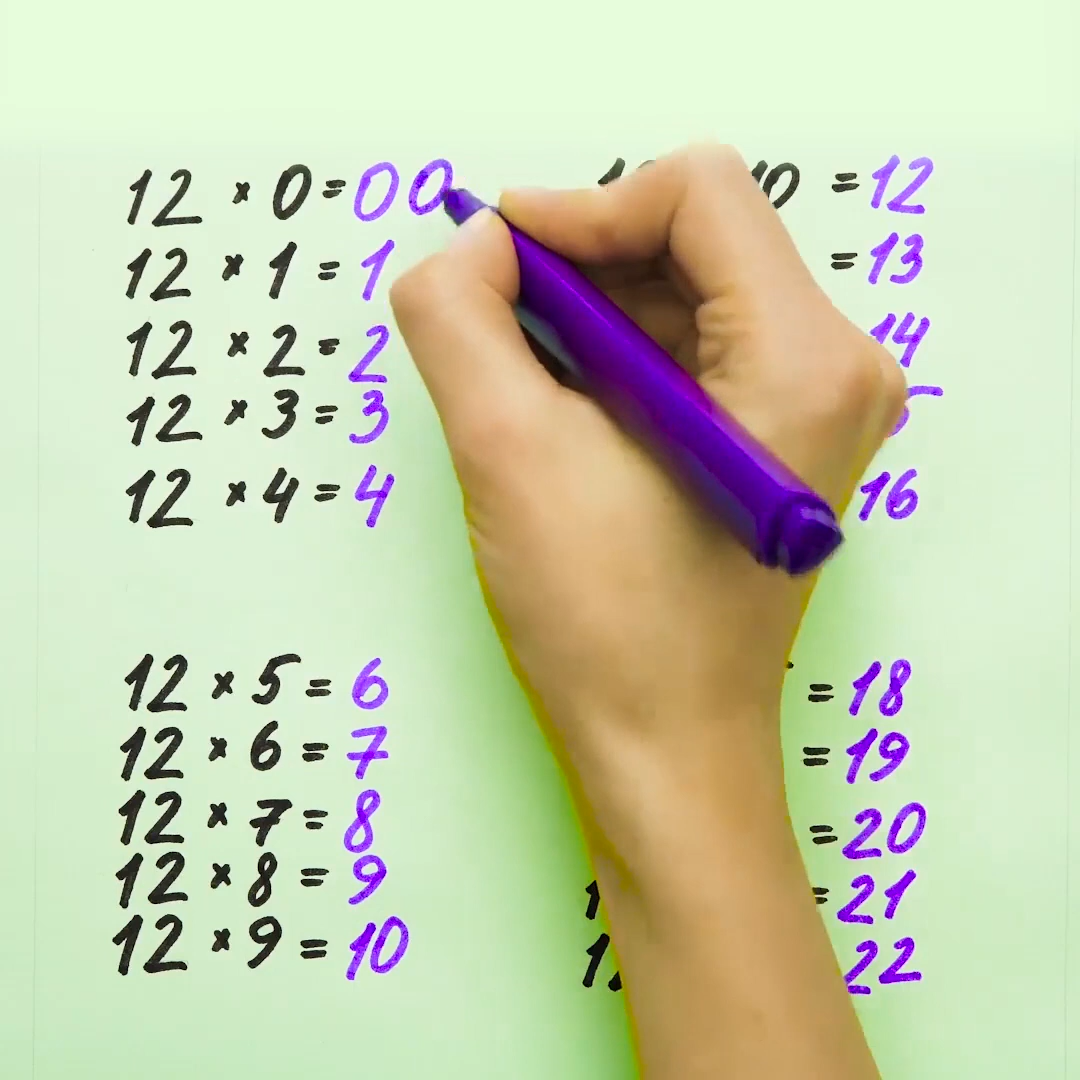 12 × 0 = 00
12 × 1 = 1
12 × 2 = 2
12 × 3 = 3
12 × 4 = 4
12 × 5 = 6
12 × 6 = 7
12 × 7 = 8
12 × 8 = 9
12 × 9 = 10
10 = 12
= 13
14
16
= 18
= 19
= 20
= 21
22